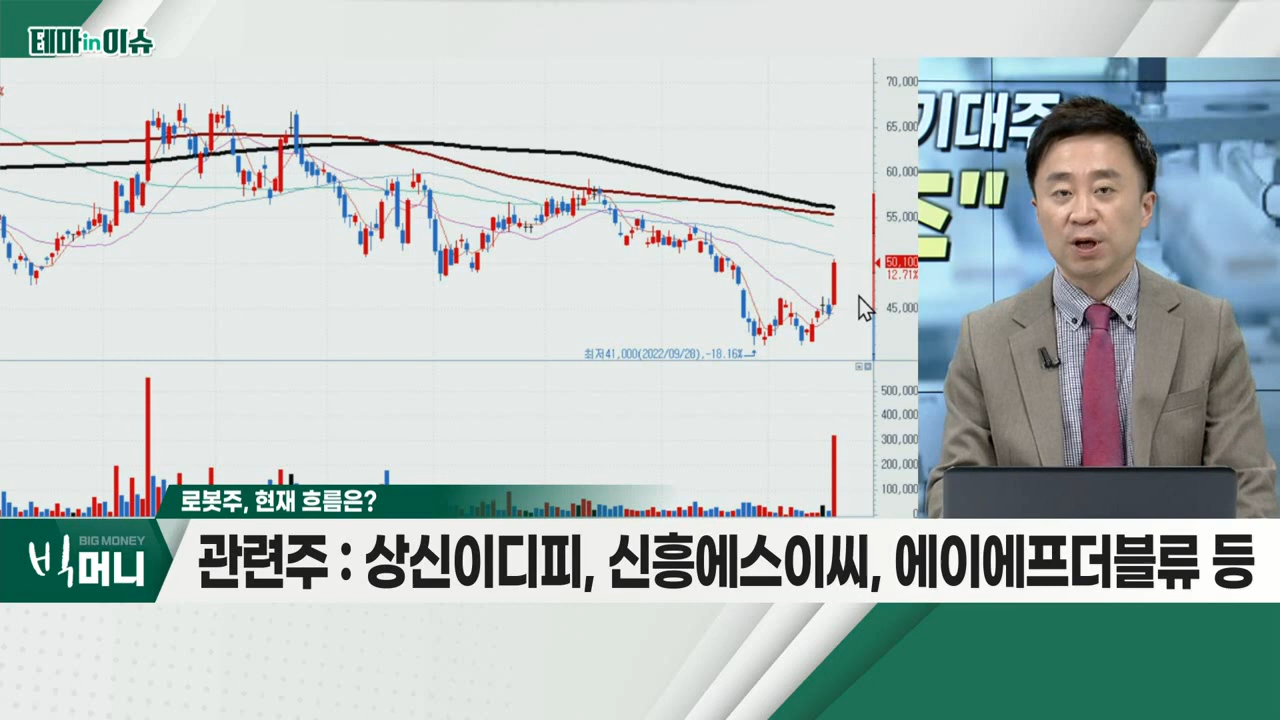 테마in이슈
기대주
즈"
70,000
65,000
60,000
55,000
50,100
12.71%
45,000
최저41,000(2022/09/28),-18.16%
500,000
400,000
300,000
200,000
100,000
0
로봇주, 현재 흐름은?
BIG MONEY
빅머니
관련주 : 상신이디피, 신흥에스이씨, 에이에프더블류 등